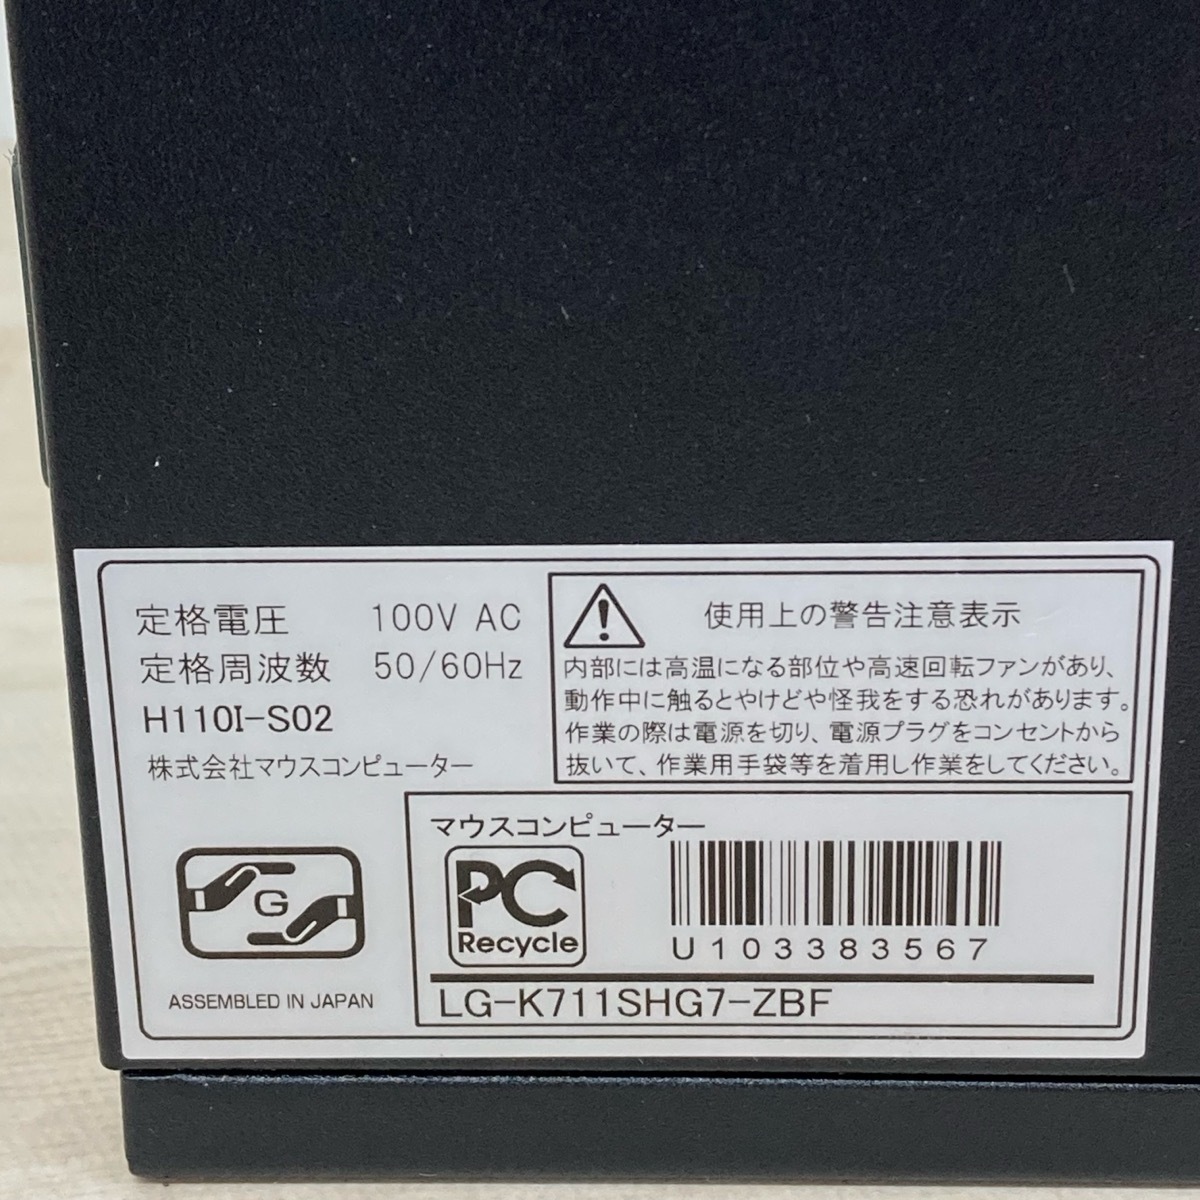 定格電圧 100V AC
定格周波数 50/60Hz
H110I-S02
株式会社マウスコンピューター
使用上の警告注意表示
内部には高温になる部位や高速回転ファンがあり、
動作中に触るとやけどや怪我をする恐れがあります。
作業の際は電源を切り、電源プラグをコンセントから
抜いて、作業用手袋等を着用し作業をしてください。
G
ASSEMBLED IN JAPAN
マウスコンピューター
PC
Recycle
U103383567
LG-K711SHG7-ZBF